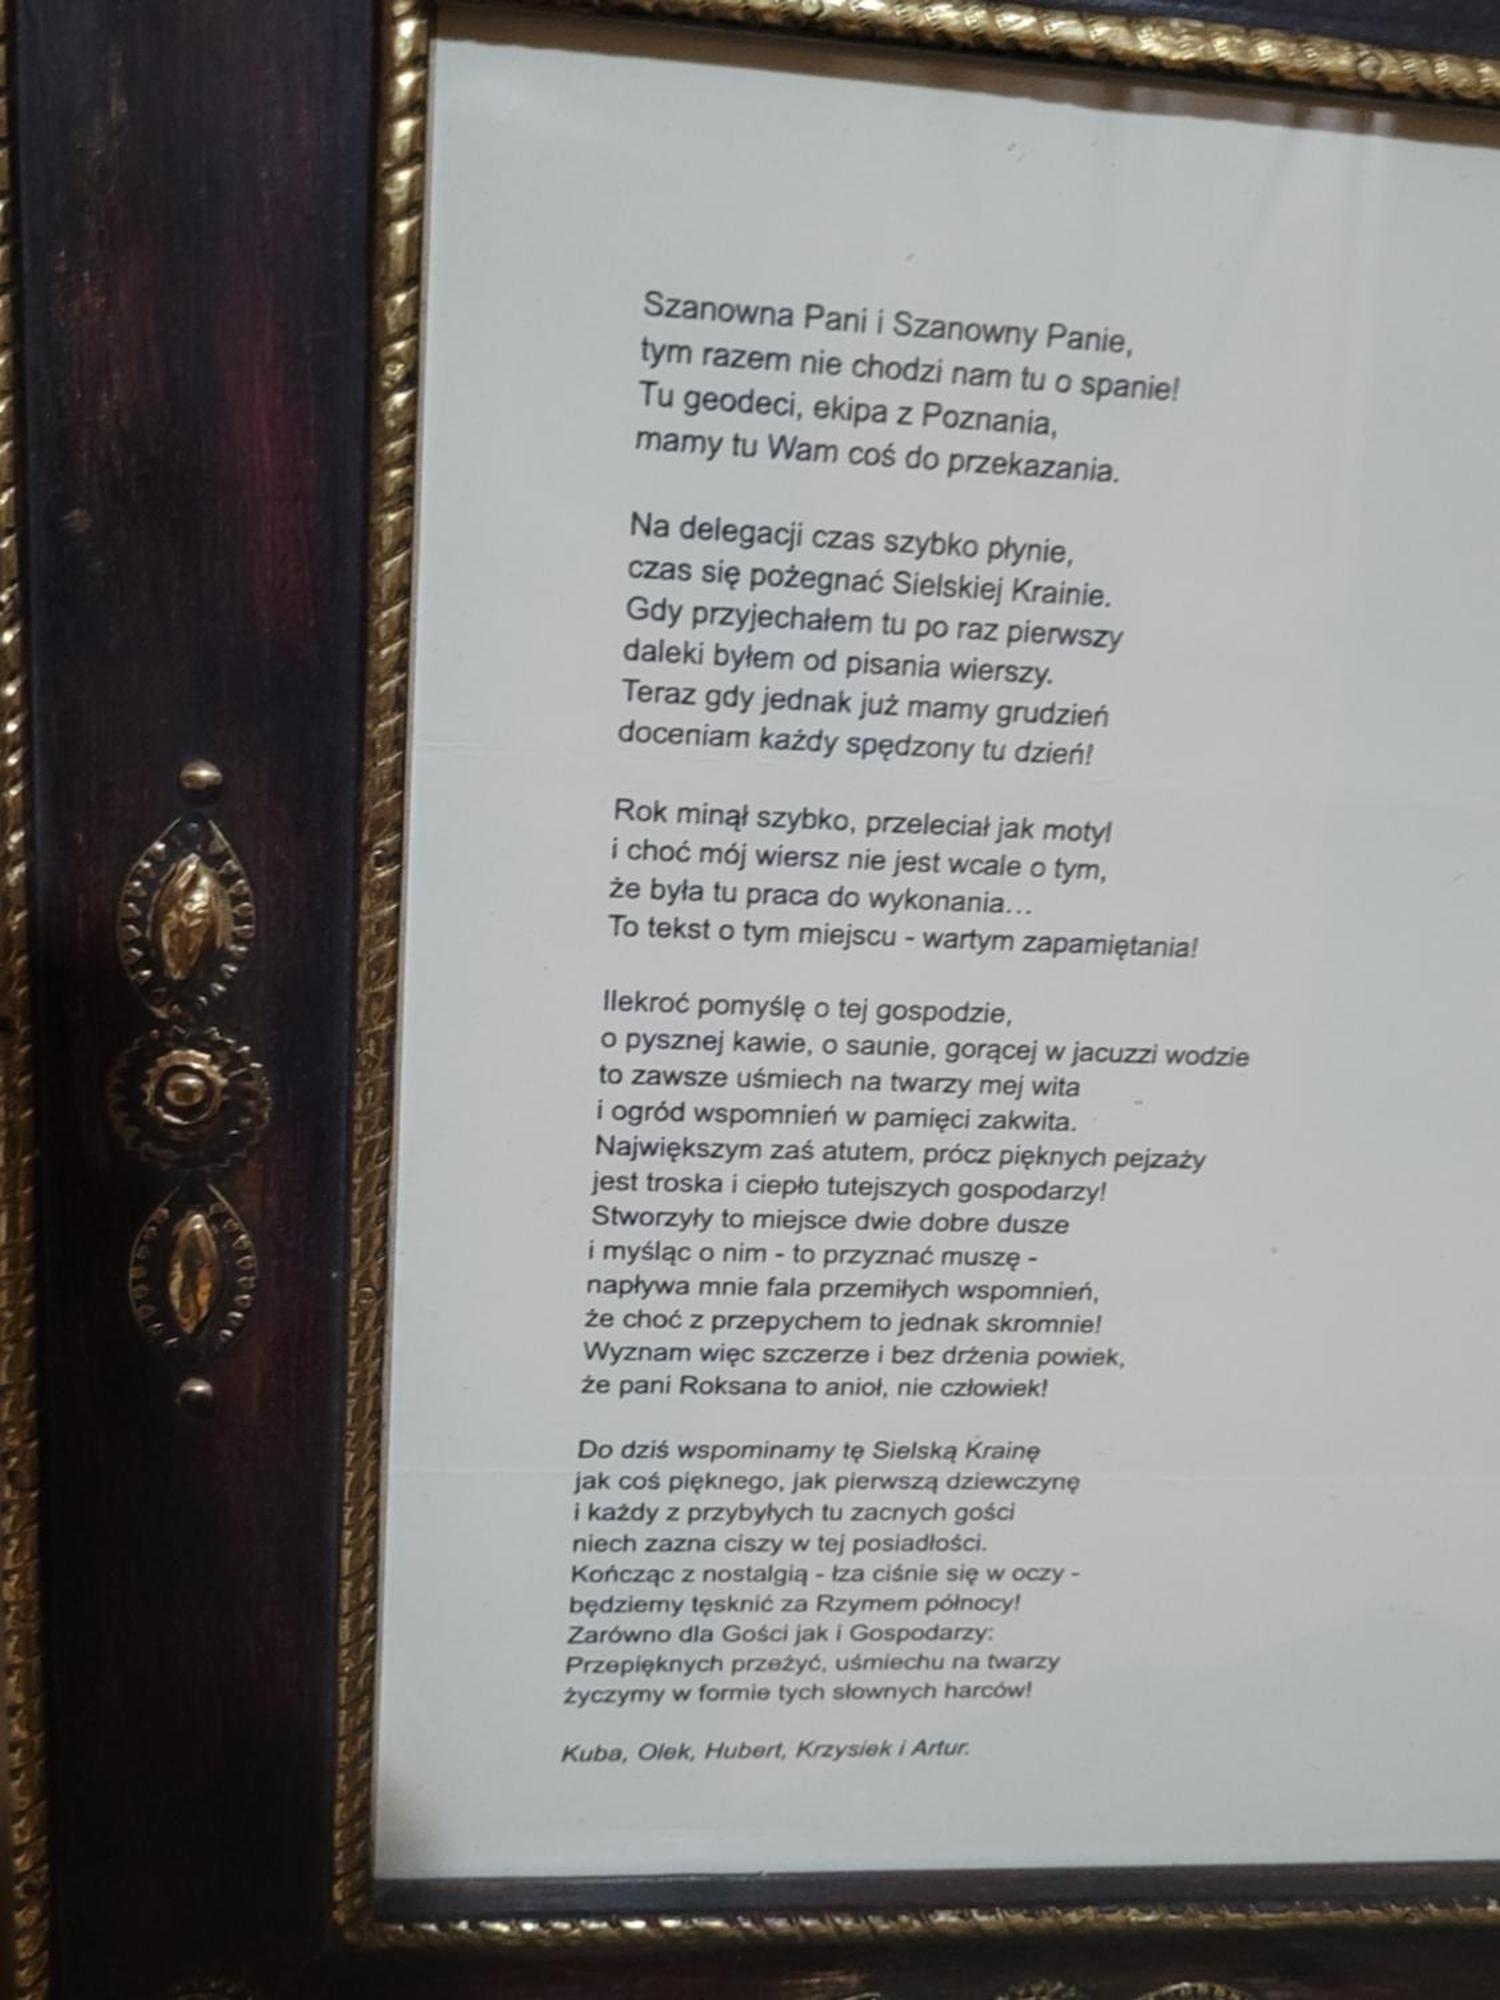 Szanowna Pani i Szanowny Panie,
tym razem nie chodzi nam tu o spanie!
Tu geodeci, ekipa z Poznania,
mamy tu Wam coś do przekazania.

Na delegacji czas szybko płynie,
czas się pożegnać Sielskiej Krainie.
Gdy przyjechałem tu po raz pierwszy
daleki byłem od pisania wierszy.
Teraz gdy jednak już mamy grudzień
doceniam każdy spędzony tu dzień!

Rok minął szybko, przeleciał jak motyl
i choć mój wiersz nie jest wcale o tym,
że była tu praca do wykonania...
To tekst o tym miejscu - wartym zapamiętania!

Ilekroć pomyślę o tej gospodzie,
o pysznej kawie, o saunie, gorącej w jacuzzi wodzie
to zawsze uśmiech na twarzy mej wita
i ogród wspomnień w pamięci zakwita.
Największym zaś atutem, prócz pięknych pejzaży
jest troska i ciepło tutejszych gospodarzy!
Stworzyły to miejsce dwie dobre dusze
i myśląc o nim - to przyznać muszę -
napływa mnie fala przemiłych wspomnień,
że choć z przepychem to jednak skromnie!
Wyznam więc szczerze i bez drżenia powiek,
że pani Roksana to anioł, nie człowiek!

Do dziś wspominamy tę Sielską Krainę
jak coś pięknego, jak pierwszą dziewczynę
i każdy z przybyłych tu zacnych gości
niech zazna ciszy w tej posiadłości.
Kończąc z nostalgią - łza ciśnie się w oczy -
będziemy tęsknić za Rzymem północy!
Zarówno dla Gości jak i Gospodarzy:
Przepięknych przeżyć, uśmiechu na twarzy
życzymy w formie tych słownych harców!

Kuba, Olek, Hubert, Krzysiek i Artur.